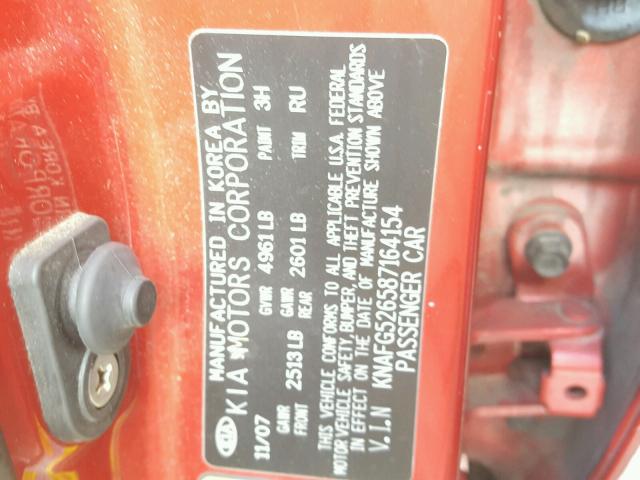 KIA
MANUFACTURED IN KOREA BY
KIA MOTORS CORPORATION
11/07 GVWR 4961 LB PAINT 3H
GAWR FRONT 2513 LB GAWR REAR 2601 LB TRIM RU
THIS VEHICLE CONFORMS TO ALL APPLICABLE U.S.A. FEDERAL
MOTOR VEHICLE SAFETY, BUMPER, AND THEFT PREVENTION STANDARDS
IN EFFECT ON THE DATE OF MANUFACTURE SHOWN ABOVE
V.I.N KNAFG526587164154
PASSENGER CAR